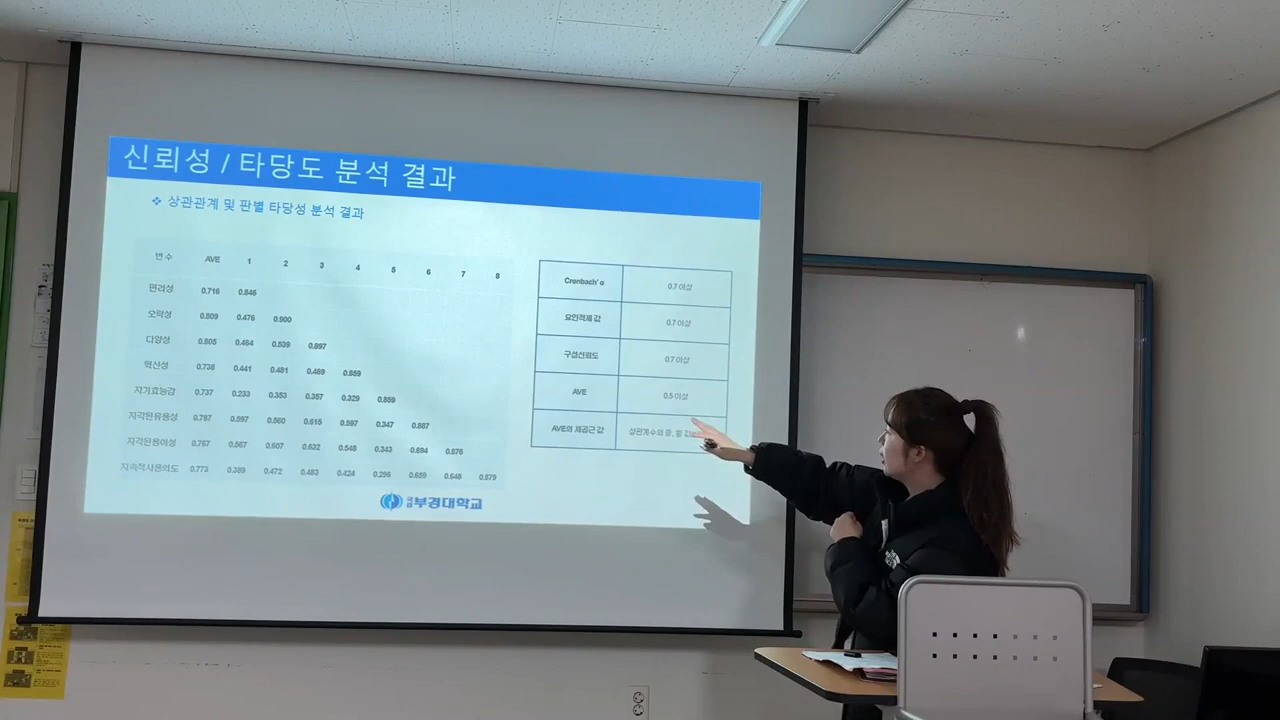 신뢰성 / 타당도 분석 결과
❖ 상관관계 및 판별 타당성 분석 결과
변수 AVE 1 2 3 4 5 6 7 8
편리성 0.716 0.846
오락성 0.809 0.476 0.900
다양성 0.805 0.464 0.539 0.897
혁신성 0.738 0.441 0.481 0.469 0.859
자기효능감 0.737 0.233 0.353 0.357 0.329 0.859
지각된유용성 0.787 0.597 0.560 0.615 0.597 0.347 0.887
지각된용이성 0.767 0.567 0.607 0.632 0.548 0.343 0.694 0.876
지속적사용의도 0.773 0.389 0.472 0.483 0.424 0.296 0.659 0.648 0.879
Cronbach' α 0.7 이상
요인적재 값 0.7 이상
구성신뢰도 0.7 이상
AVE 0.5 이상
AVE의 제곱근 값 상관계수의 종, 횡
국립부경대학교